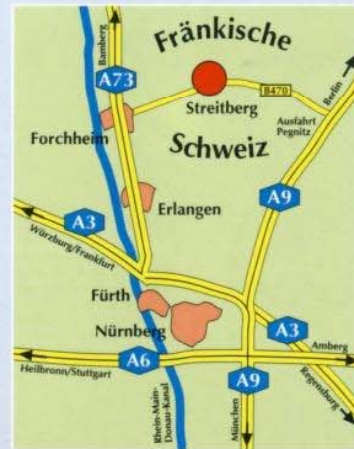 Fränkische
Bamberg
A73
B470
Berlin
Streitberg
Ausfahrt
Pegnitz
Forchheim
Schweiz
A9
Erlangen
A3
Würzburg/Frankfurt
Fürth
Nürnberg
A3
Amberg
A6
Heilbronn/Stuttgart
A9
Regensburg
Rhein-Main-
Donau-Kanal
München